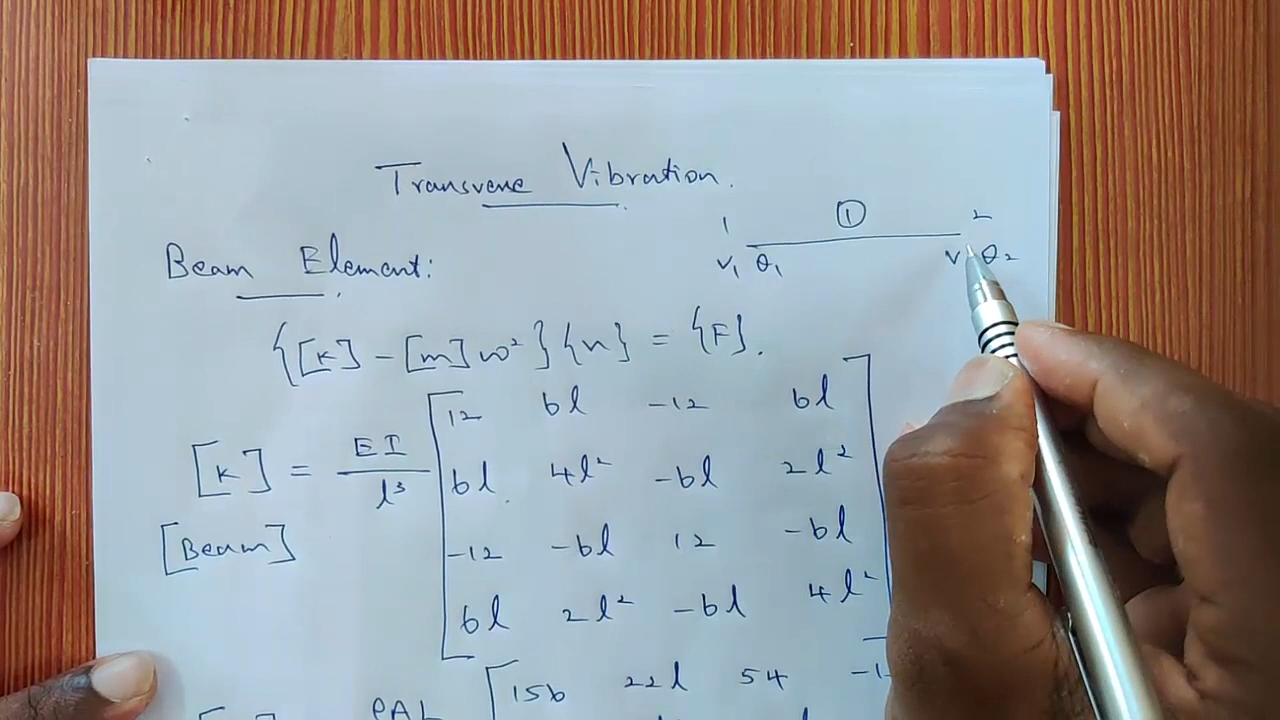 Transverse Vibration.
1 ① 2
Beam Element:
v₁ θ₁ v θ₂
{[K] - [m]ω²}{u} = {F}.
12 6l -12 6l
[K] = EI / l³
6l 4l² -6l 2l²
[Beam]
-12 -6l 12 -6l
6l 2l² -6l 4l²
156 22l 54 -1
ρAL